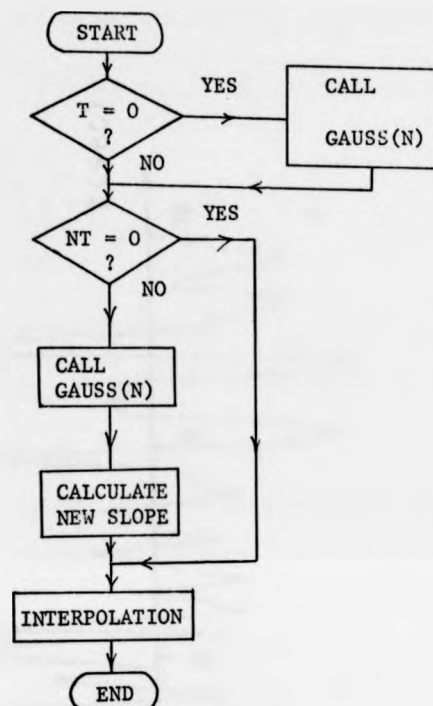 START
T = 0
?
YES
CALL
GAUSS(N)
NO
NT = 0
?
YES
NO
CALL
GAUSS(N)
CALCULATE
NEW SLOPE
INTERPOLATION
END